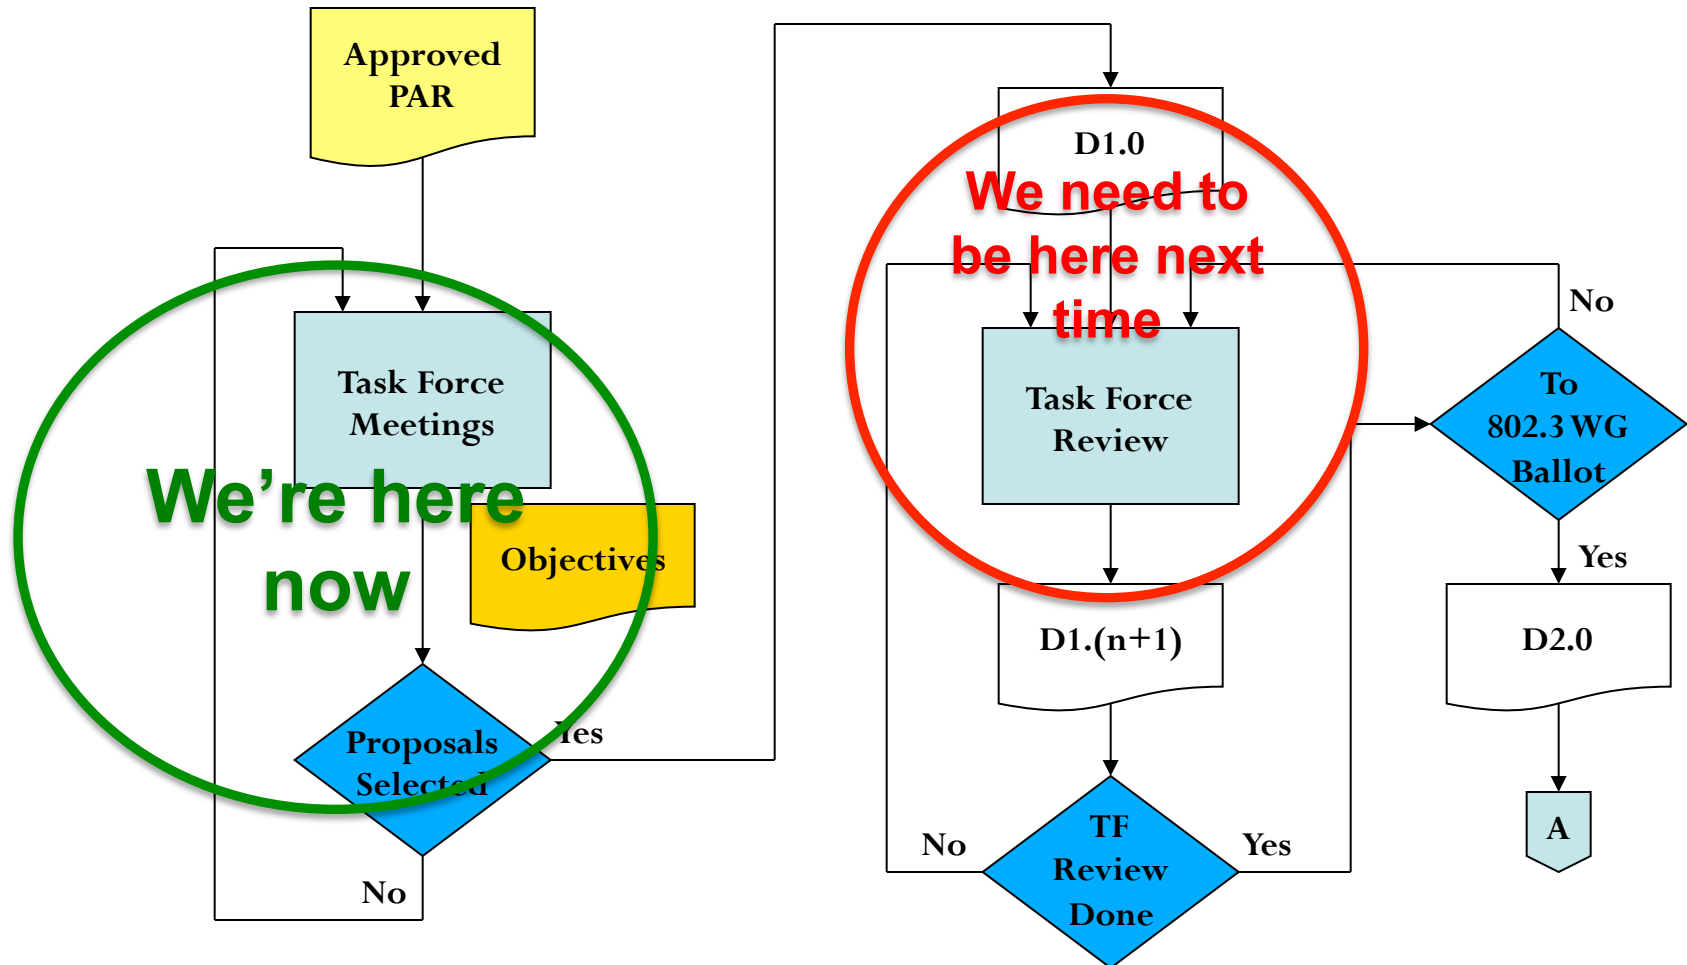 Approved
PAR
Task Force
Meetings
We're here
now
Objectives
Proposals
Selected
Yes
No
D1.0
We need to
be here next
time
Task Force
Review
D1.(n+1)
TF
Review
Done
No
Yes
No
To
802.3 WG
Ballot
Yes
D2.0
A